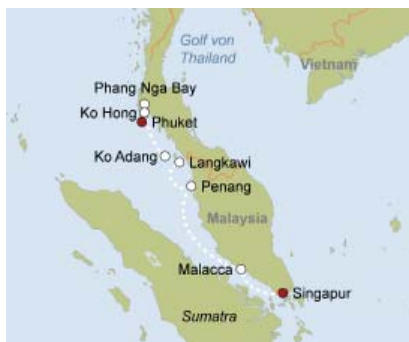 Golf von
Thailand
Vietnam
Phang Nga Bay
Ko Hong
Phuket
Ko Adang
Langkawi
Penang
Malaysia
Malacca
Singapur
Sumatra